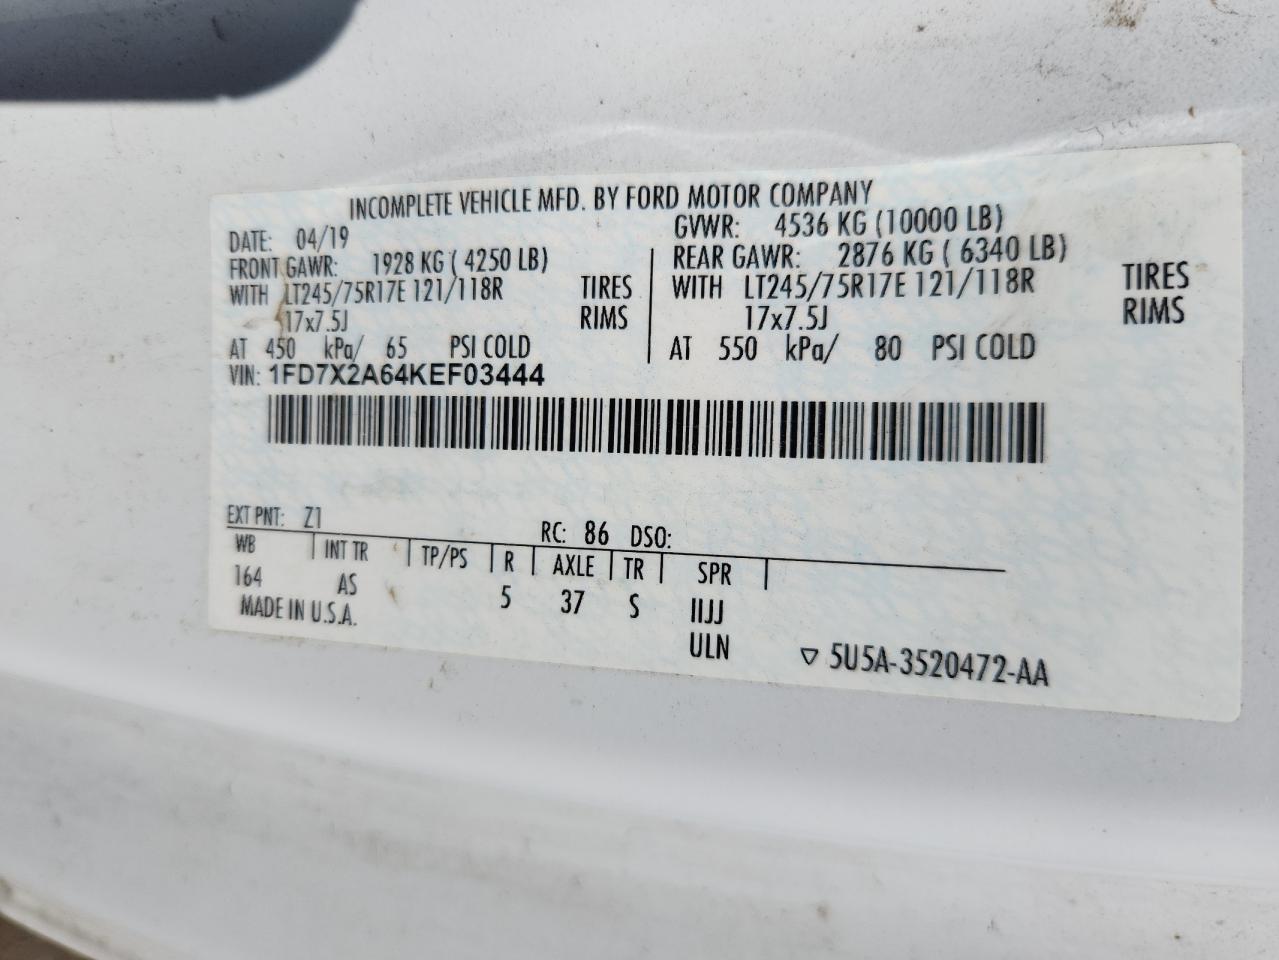 INCOMPLETE VEHICLE MFD. BY FORD MOTOR COMPANY
DATE: 04/19
FRONT GAWR: 1928 KG ( 4250 LB)
WITH LT245/75R17E 121/118R TIRES
17x7.5J RIMS
AT 450 kPa/ 65 PSI COLD
GVWR: 4536 KG (10000 LB)
REAR GAWR: 2876 KG ( 6340 LB)
WITH LT245/75R17E 121/118R TIRES
17x7.5J RIMS
AT 550 kPa/ 80 PSI COLD
VIN: 1FD7X2A64KEF03444
EXT PNT: Z1 RC: 86 DSO:
WB INT TR TP/PS R AXLE TR SPR
164 AS 5 37 S IIJJ
MADE IN U.S.A. ULN
5U5A-3520472-AA